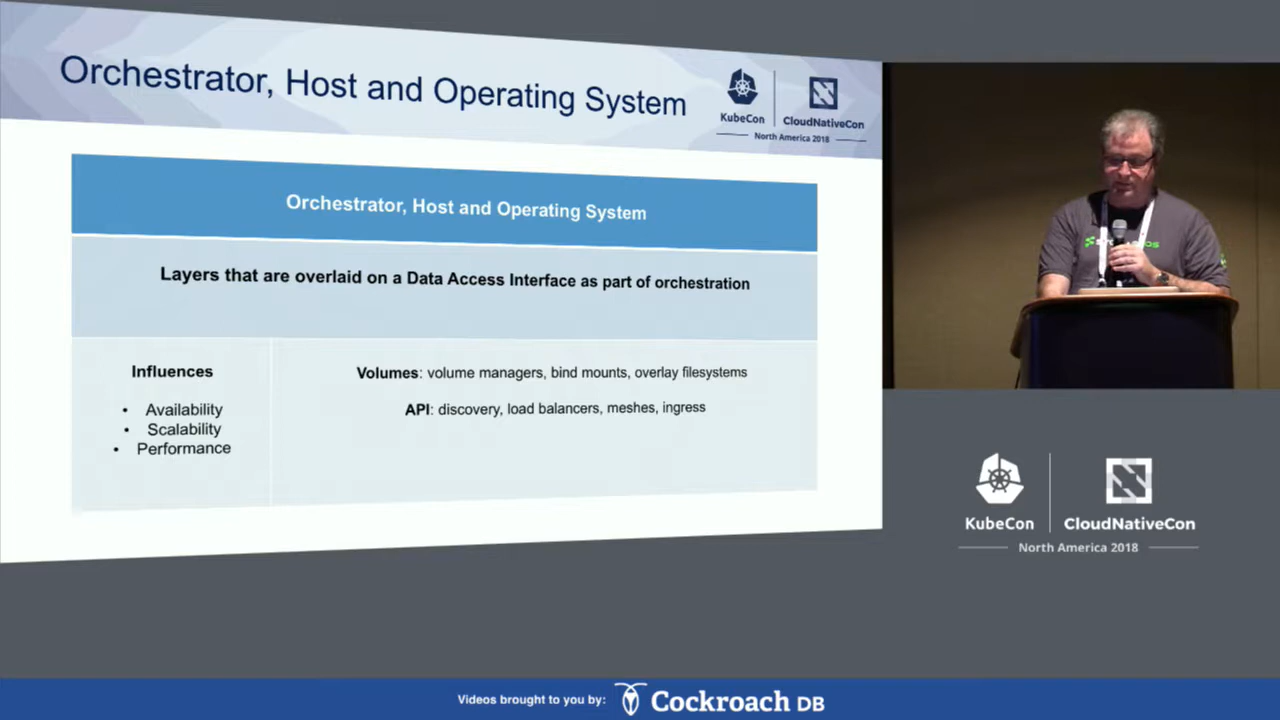 Orchestrator, Host and Operating System
KubeCon
CloudNativeCon
North America 2018
Orchestrator, Host and Operating System
Layers that are overlaid on a Data Access Interface as part of orchestration
Influences
• Availability
• Scalability
• Performance
Volumes: volume managers, bind mounts, overlay filesystems
API: discovery, load balancers, meshes, ingress
KubeCon
CloudNativeCon
North America 2018
Videos brought to you by:
Cockroach DB